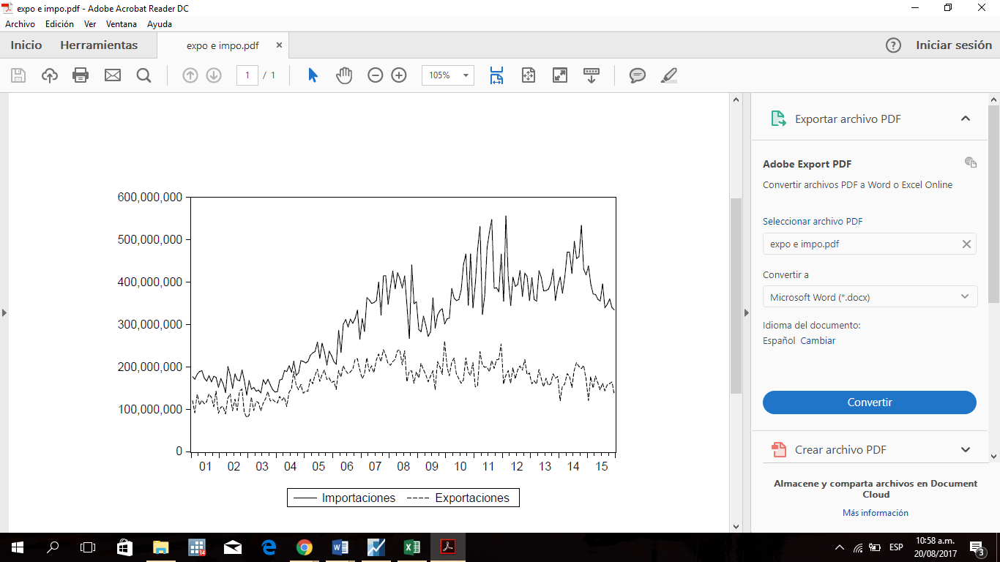 expo e impo.pdf - Adobe Acrobat Reader DC
Archivo Edición Ver Ventana Ayuda
Inicio Herramientas expo e impo.pdf × ? Iniciar sesión
1 / 1 105%
600,000,000
500,000,000
400,000,000
300,000,000
200,000,000
100,000,000
0
01 02 03 04 05 06 07 08 09 10 11 12 13 14 15
Importaciones Exportaciones
Exportar archivo PDF
Adobe Export PDF
Convertir archivos PDF a Word o Excel Online
Seleccionar archivo PDF
expo e impo.pdf
Convertir a
Microsoft Word (*.docx)
Idioma del documento:
Español Cambiar
Convertir
Crear archivo PDF
Almacene y comparta archivos en Document
Cloud
Más información
14
ESP
10:58 a.m.
20/08/2017
3